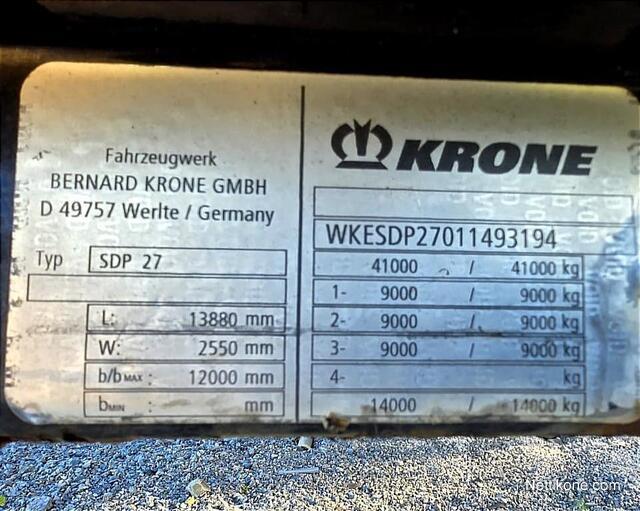 Fahrzeugwerk
BERNARD KRONE GMBH
D 49757 Werlte / Germany
Typ SDP 27
L: 13880 mm
W: 2550 mm
b/b MAX : 12000 mm
b MIN : mm
KRONE
WKESDP27011493194
41000 / 41000 kg
1- 9000 / 9000 kg
2- 9000 / 9000 kg
3- 9000 / 9000 kg
4- kg
14000 / 14000 kg
Nettikone.com